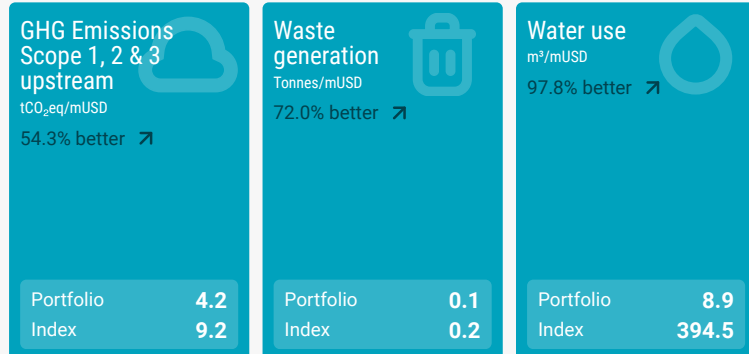 GHG Emissions
Scope 1, 2 & 3
upstream
tCO₂eq/mUSD
54.3% better
Portfolio 4.2
Index 9.2
Waste
generation
Tonnes/mUSD
72.0% better
Portfolio 0.1
Index 0.2
Water use
m³/mUSD
97.8% better
Portfolio 8.9
Index 394.5